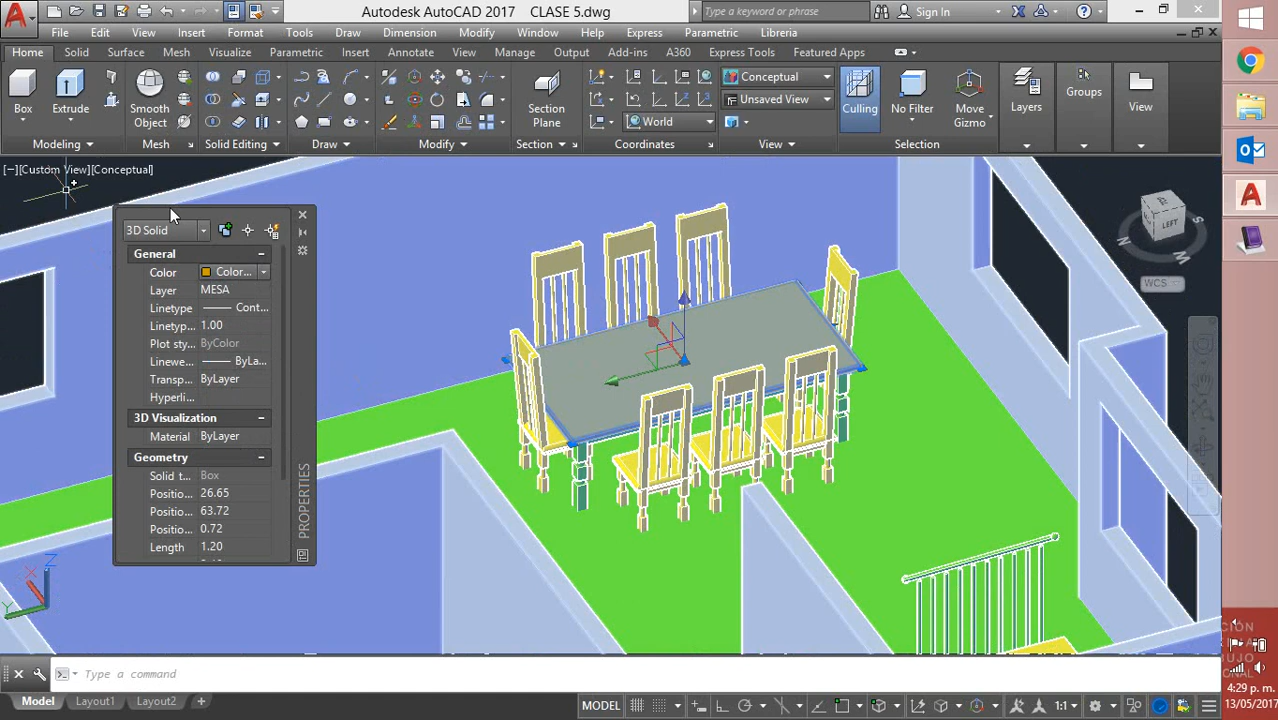 Autodesk AutoCAD 2017 CLASE 5.dwg
Type a keyword or phrase
Sign In
File Edit View Insert Format Tools Draw Dimension Modify Window Help Express Parametric Libreria
Home Solid Surface Mesh Visualize Parametric Insert Annotate View Manage Output Add-ins A360 Express Tools Featured Apps
Conceptual
Unsaved View
World
Box Extrude Smooth Object Section Plane Culling No Filter Move Gizmo Layers Groups View
Modeling Mesh Solid Editing Draw Modify Section Coordinates View Selection
[−][Custom View][Conceptual]
3D Solid
General
Color Color...
Layer MESA
Linetype Cont...
Linetyp... 1.00
Plot sty... ByColor
Linewe... ByLa...
Transp... ByLayer
Hyperli...
3D Visualization
Material ByLayer
Geometry
Solid t... Box
Positio... 26.65
Positio... 63.72
Positio... 0.72
Length 1.20
PROPERTIES
LEFT
N
S
W
WCS
Z
X
Y
Type a command
Model Layout1 Layout2 +
MODEL
1:1
4:29 p. m.
13/05/2017